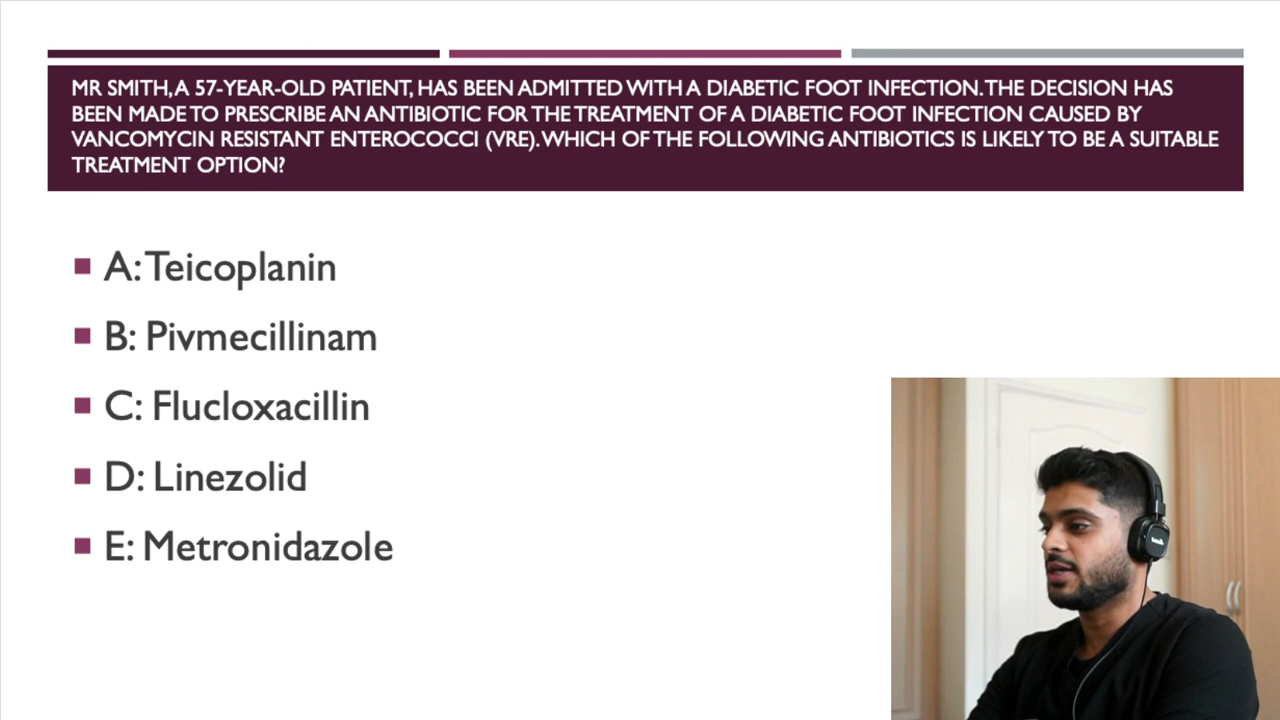 MR SMITH, A 57-YEAR-OLD PATIENT, HAS BEEN ADMITTED WITH A DIABETIC FOOT INFECTION. THE DECISION HAS
BEEN MADE TO PRESCRIBE AN ANTIBIOTIC FOR THE TREATMENT OF A DIABETIC FOOT INFECTION CAUSED BY
VANCOMYCIN RESISTANT ENTEROCOCCI (VRE). WHICH OF THE FOLLOWING ANTIBIOTICS IS LIKELY TO BE A SUITABLE
TREATMENT OPTION?
A: Teicoplanin
B: Pivmecillinam
C: Flucloxacillin
D: Linezolid
E: Metronidazole